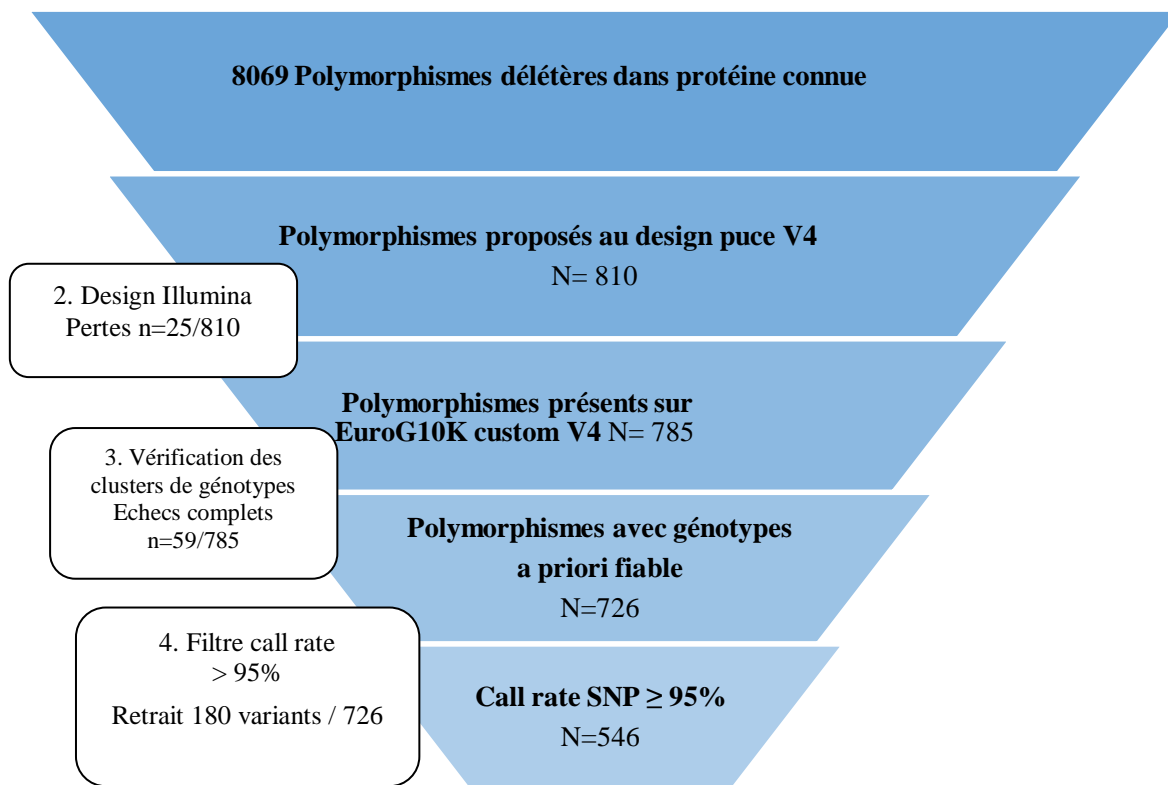 8069 Polymorphismes délétères dans protéine connue
Polymorphismes proposés au design puce V4
N= 810
2. Design Illumina
Pertes n=25/810
Polymorphismes présents sur
EuroG10K custom V4 N= 785
3. Vérification des
clusters de génotypes
Echecs complets
n=59/785
Polymorphismes avec génotypes
a priori fiable
N=726
4. Filtre call rate
> 95%
Retrait 180 variants / 726
Call rate SNP ≥ 95%
N=546